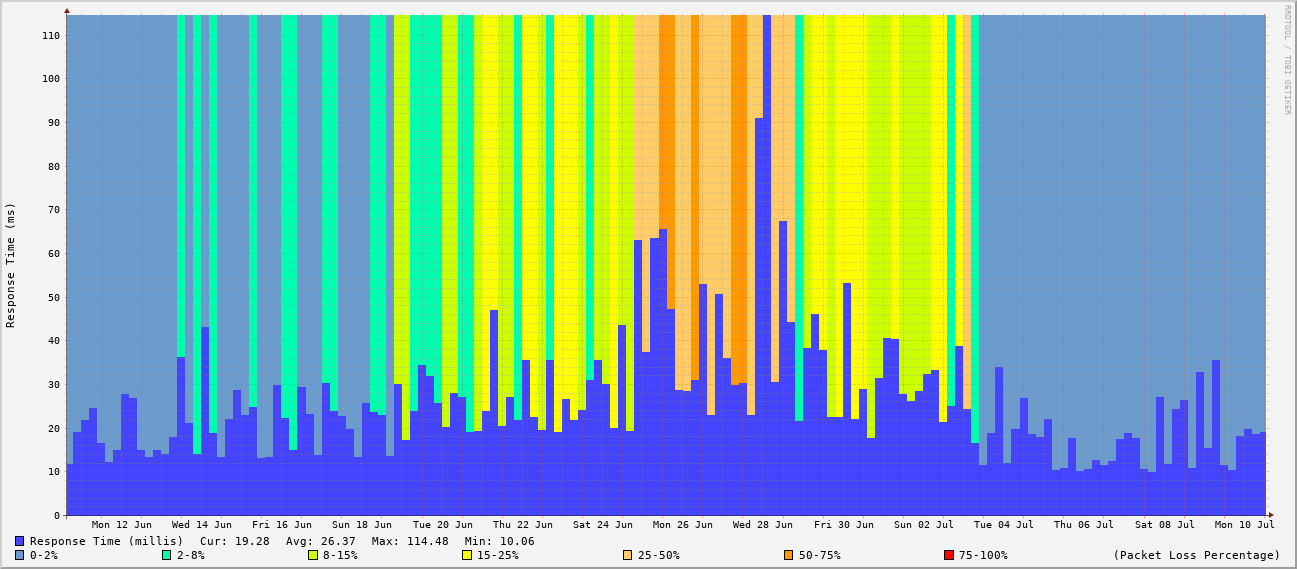 RRDTOOL / TOBI OETIKER
Response Time (ms)
110
100
90
80
70
60
50
40
30
20
10
0
Mon 12 Jun Wed 14 Jun Fri 16 Jun Sun 18 Jun Tue 20 Jun Thu 22 Jun Sat 24 Jun Mon 26 Jun Wed 28 Jun Fri 30 Jun Sun 02 Jul Tue 04 Jul Thu 06 Jul Sat 08 Jul Mon 10 Jul
Response Time (millis) Cur: 19.28 Avg: 26.37 Max: 114.48 Min: 10.06
0-2% 2-8% 8-15% 15-25% 25-50% 50-75% 75-100% (Packet Loss Percentage)